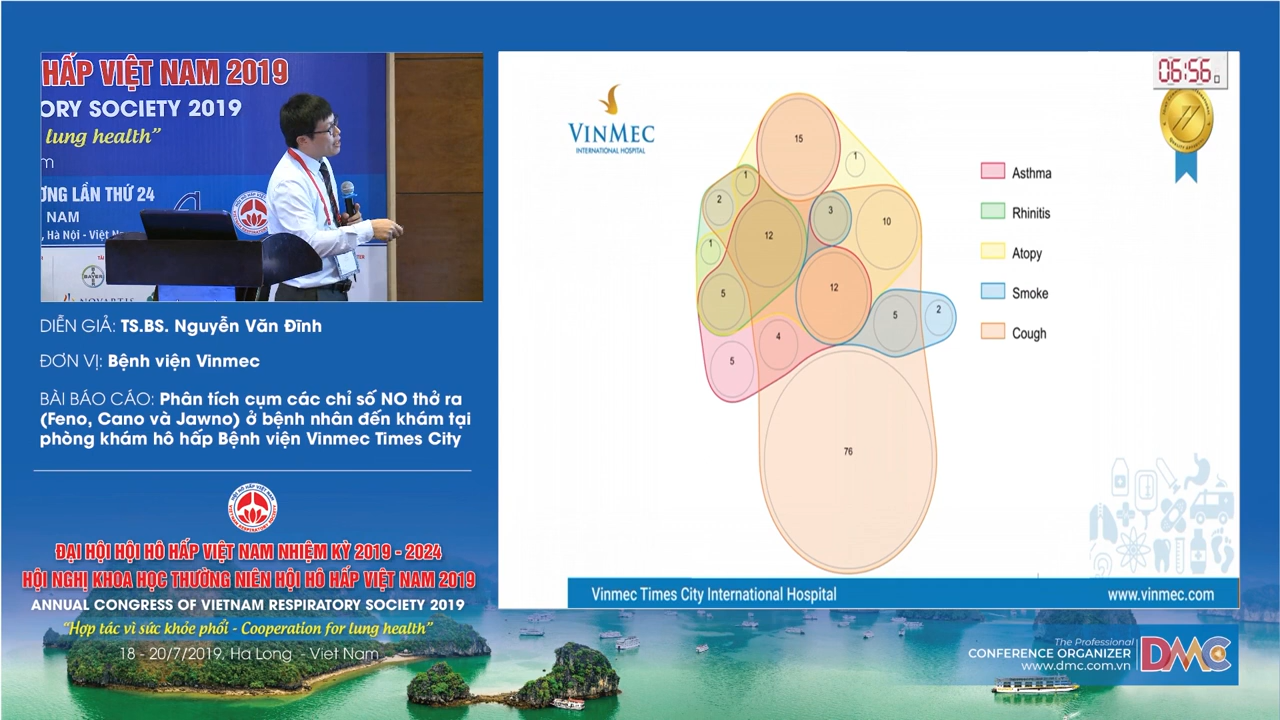 HẤP VIỆT NAM 2019
ORY SOCIETY 2019
lung health”
m
ƯƠNG LẦN THỨ 24
NAM
, Hà Nội - Việt N
BAYER
NOVARTIS
DIỄN GIẢ: TS.BS. Nguyễn Văn Đĩnh
ĐƠN VỊ: Bệnh viện Vinmec
BÀI BÁO CÁO: Phân tích cụm các chỉ số NO thở ra
(Feno, Cano và Jawno) ở bệnh nhân đến khám tại
phòng khám hô hấp Bệnh viện Vinmec Times City
ĐẠI HỘI HỘI HÔ HẤP VIỆT NAM NHIỆM KỲ 2019 - 2024
HỘI NGHỊ KHOA HỌC THƯỜNG NIÊN HỘI HÔ HẤP VIỆT NAM 2019
ANNUAL CONGRESS OF VIETNAM RESPIRATORY SOCIETY 2019
“Hợp tác vì sức khỏe phổi - Cooperation for lung health”
18 - 20/7/2019, Ha Long - Viet Nam
06:56
VINMEC
INTERNATIONAL HOSPITAL
15
1
1
2
3
10
12
1
5
12
5
2
4
5
76
Asthma
Rhinitis
Atopy
Smoke
Cough
Vinmec Times City International Hospital
www.vinmec.com
The Professional
CONFERENCE ORGANIZER
www.dmc.com.vn
DMC